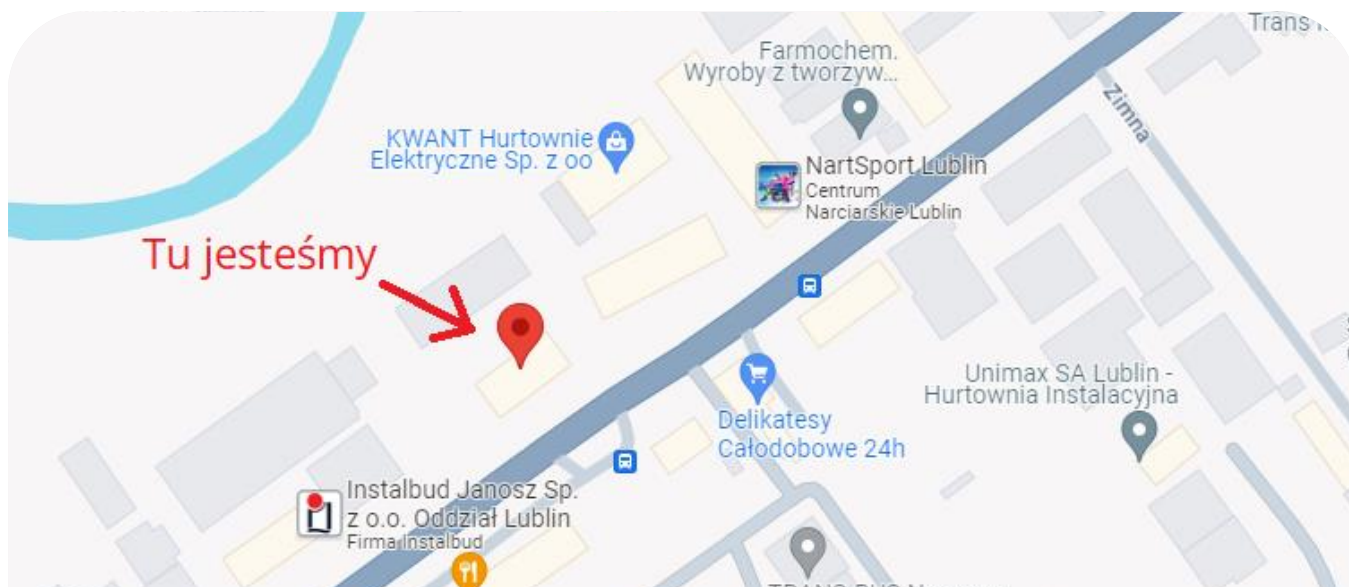 Trans
Farmochem.
Wyroby z tworzyw...
Zimna
KWANT Hurtownie
Elektryczne Sp. z oo
NartSport Lublin
Centrum
Narciarskie Lublin
Tu jesteśmy
Unimax SA Lublin -
Hurtownia Instalacyjna
Delikatesy
Całodobowe 24h
Instalbud Janosz Sp.
z o.o. Oddział Lublin
Firma Instalbud